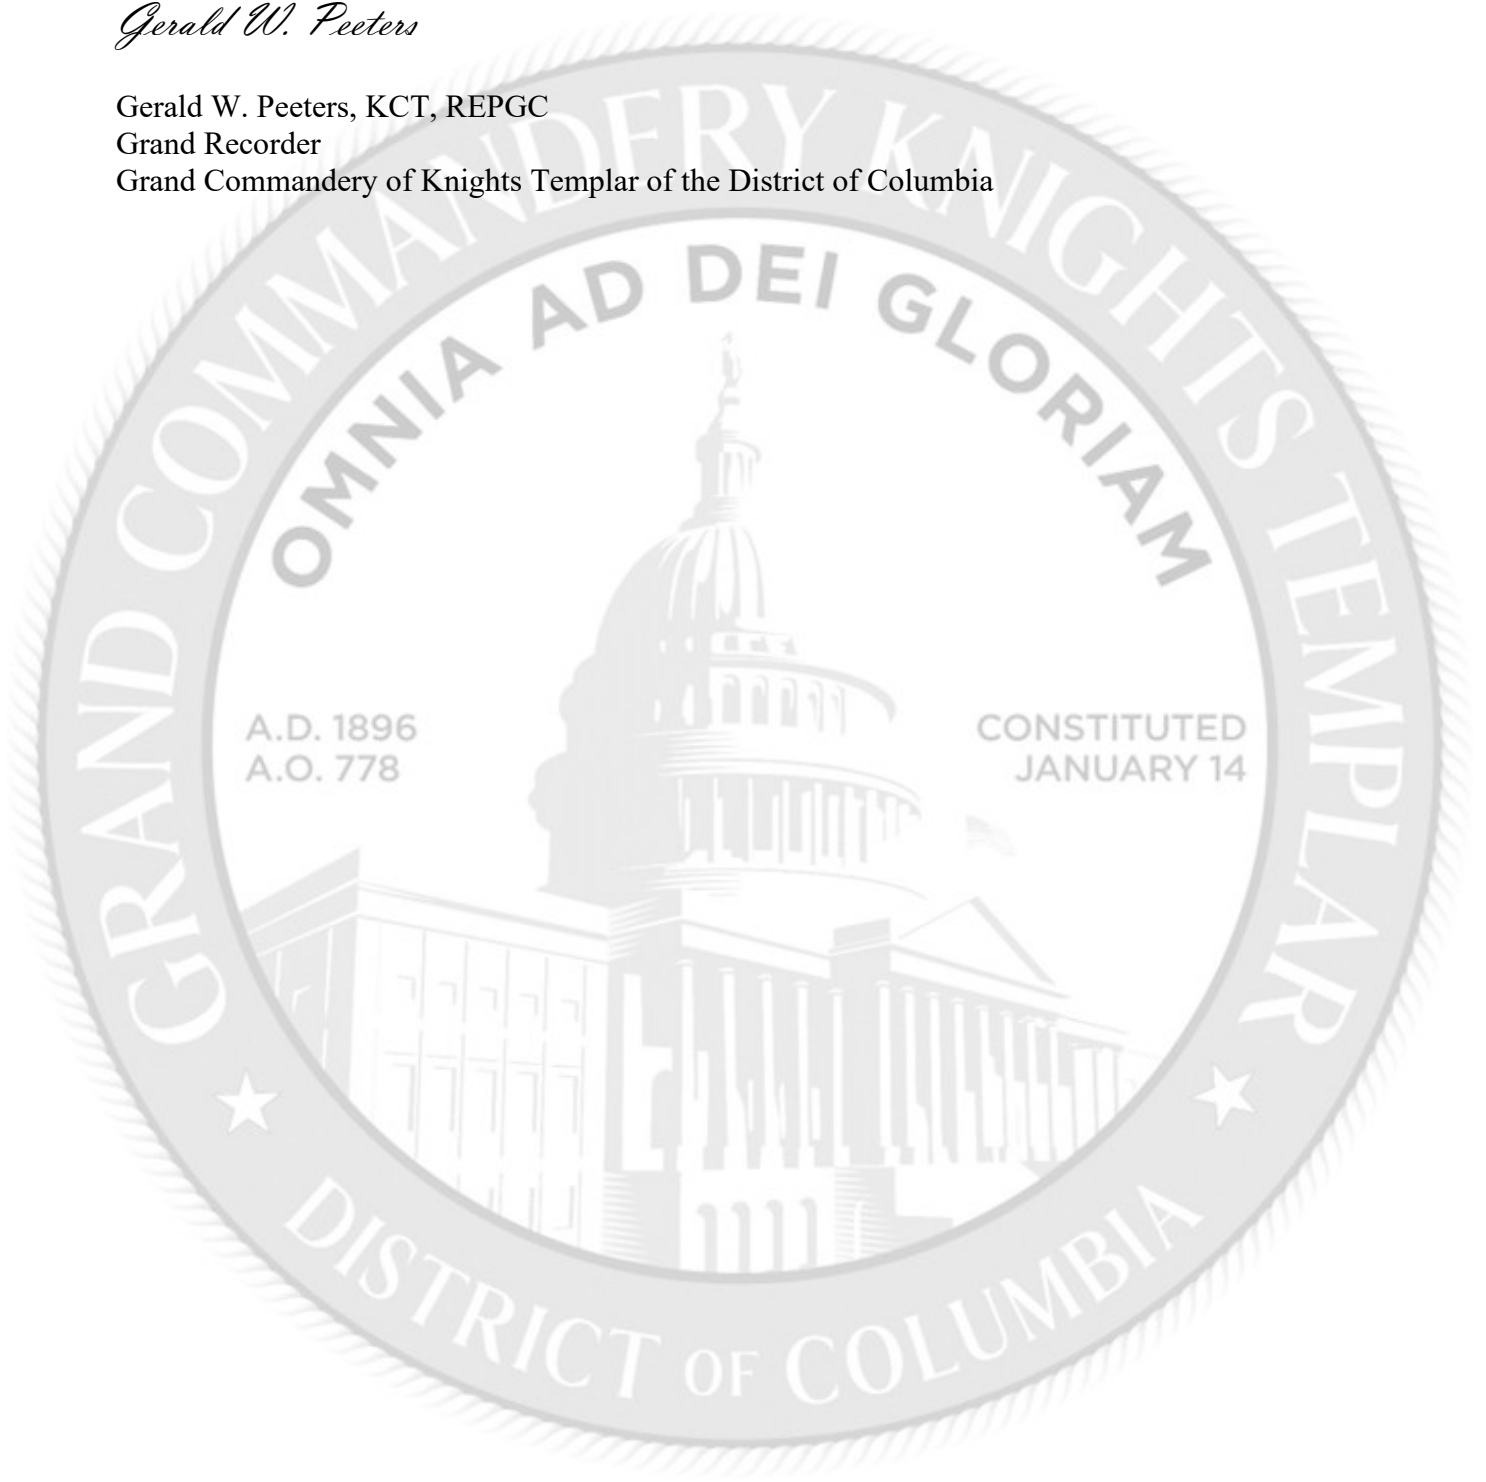 Gerald W. Peeters
Gerald W. Peeters, KCT, REPGC
Grand Recorder
Grand Commandery of Knights Templar of the District of Columbia
GRAND COMMANDERY KNIGHTS TEMPLAR
OMNIA AD DEI GLORIAM
A.D. 1896
A.O. 778
CONSTITUTED
JANUARY 14
DISTRICT OF COLUMBIA